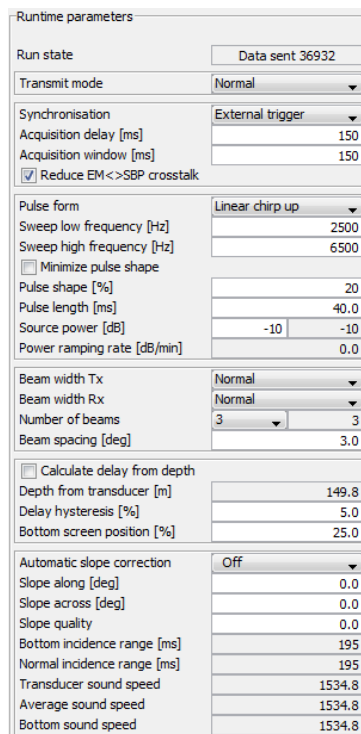 Runtime parameters
Run state Data sent 36932
Transmit mode Normal
Synchronisation External trigger
Acquisition delay [ms] 150
Acquisition window [ms] 150
Reduce EM<>SBP crosstalk
Pulse form Linear chirp up
Sweep low frequency [Hz] 2500
Sweep high frequency [Hz] 6500
Minimize pulse shape
Pulse shape [%] 20
Pulse length [ms] 40.0
Source power [dB] -10 -10
Power ramping rate [dB/min] 0.0
Beam width Tx Normal
Beam width Rx Normal
Number of beams 3 3
Beam spacing [deg] 3.0
Calculate delay from depth
Depth from transducer [m] 149.8
Delay hysteresis [%] 5.0
Bottom screen position [%] 25.0
Automatic slope correction Off
Slope along [deg] 0.0
Slope across [deg] 0.0
Slope quality 0.0
Bottom incidence range [ms] 195
Normal incidence range [ms] 195
Transducer sound speed 1534.8
Average sound speed 1534.8
Bottom sound speed 1534.8